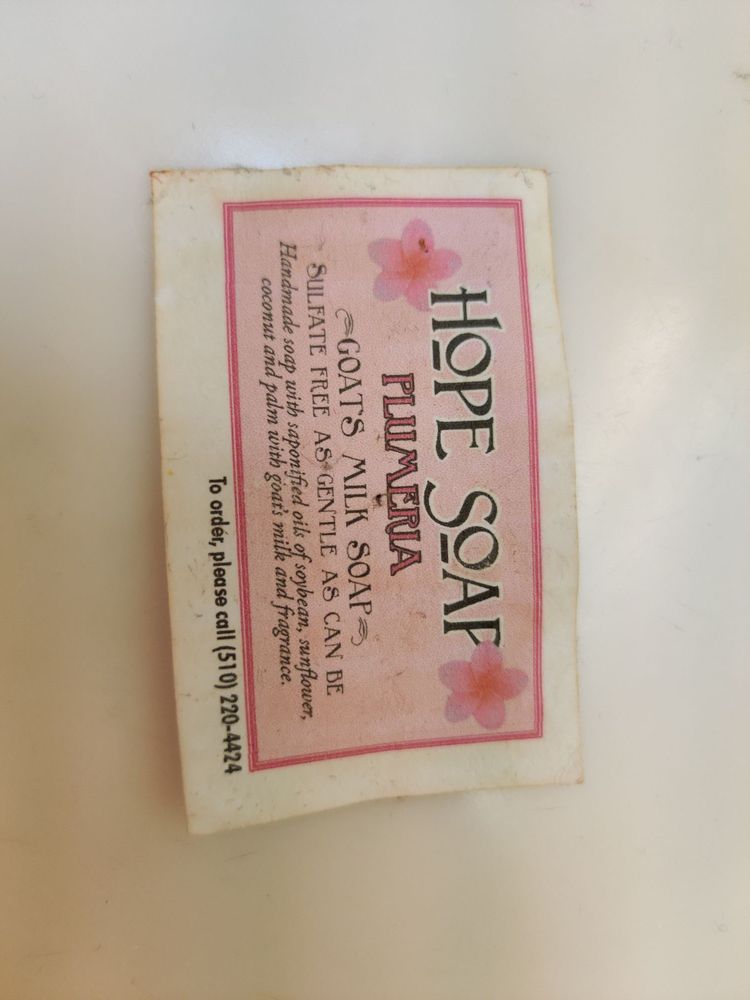 HOPE SOAP
PLUMERIA
GOAT'S MILK SOAP
SULFATE FREE AS GENTLE AS CAN BE
Handmade soap with saponified oils of soybean, sunflower,
coconut and palm with goat's milk and fragrance.
To order, please call (510) 220-4424